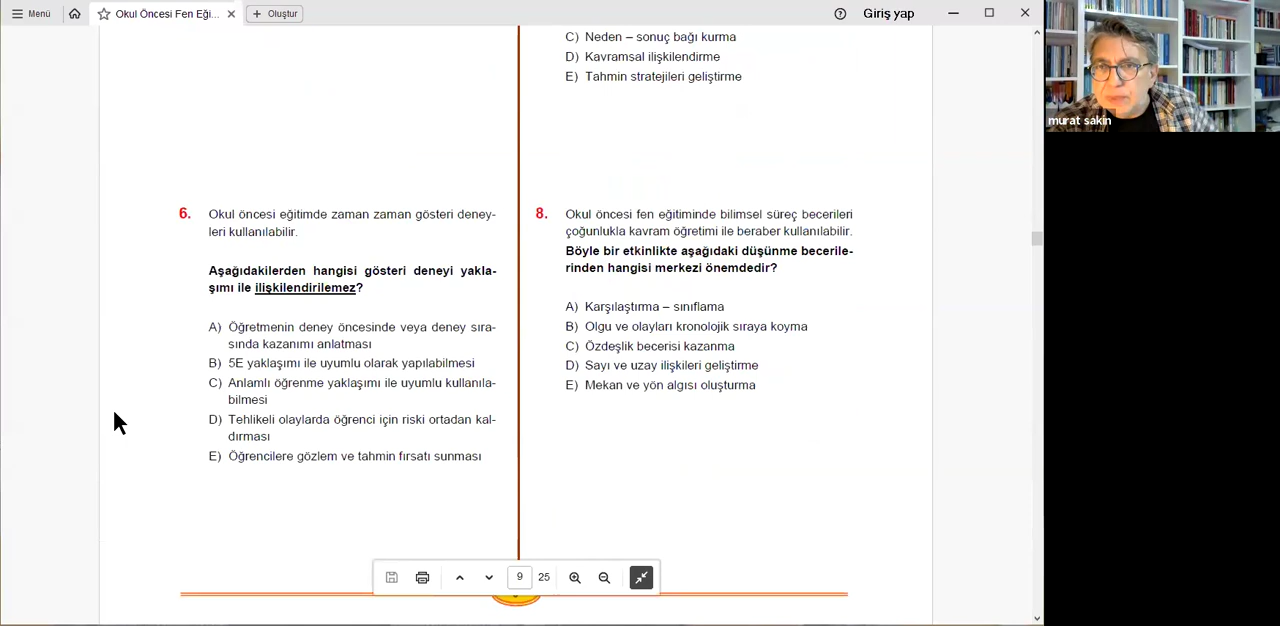 Menü
Okul Öncesi Fen Eği...
Oluştur
Giriş yap
murat sakin
C) Neden – sonuç bağı kurma
D) Kavramsal ilişkilendirme
E) Tahmin stratejileri geliştirme
6. Okul öncesi eğitimde zaman zaman gösteri deney-
leri kullanılabilir.
Aşağıdakilerden hangisi gösteri deneyi yakla-
şımı ile ilişkilendirilemez?
A) Öğretmenin deney öncesinde veya deney sıra-
sında kazanımı anlatması
B) 5E yaklaşımı ile uyumlu olarak yapılabilmesi
C) Anlamlı öğrenme yaklaşımı ile uyumlu kullanıla-
bilmesi
D) Tehlikeli olaylarda öğrenci için riski ortadan kal-
dırması
E) Öğrencilere gözlem ve tahmin fırsatı sunması
8. Okul öncesi fen eğitiminde bilimsel süreç becerileri
çoğunlukla kavram öğretimi ile beraber kullanılabilir.
Böyle bir etkinlikte aşağıdaki düşünme becerile-
rinden hangisi merkezi önemdedir?
A) Karşılaştırma – sınıflama
B) Olgu ve olayları kronolojik sıraya koyma
C) Özdeşlik becerisi kazanma
D) Sayı ve uzay ilişkileri geliştirme
E) Mekan ve yön algısı oluşturma
9 25